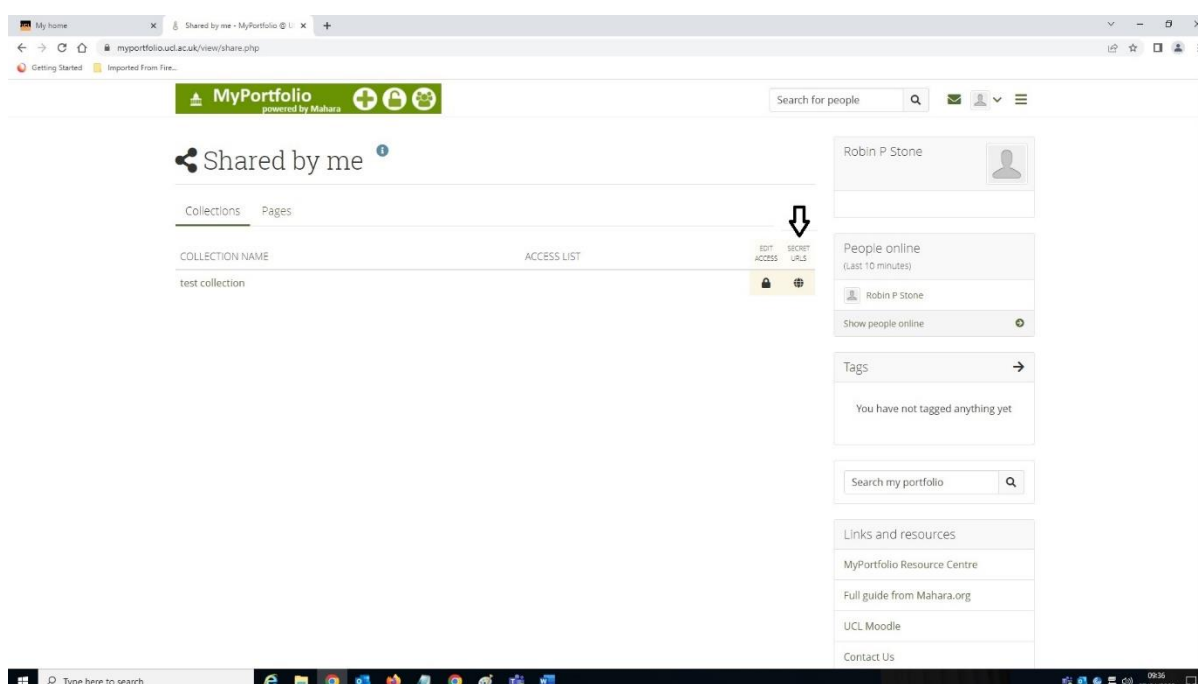 My home
Shared by me - MyPortfolio @ U
myportfolio.ucl.ac.uk/view/share.php
Getting Started Imported From Fire...
MyPortfolio
powered by Mahara
Search for people
Shared by me
Robin P Stone
Collections Pages
COLLECTION NAME ACCESS LIST EDIT ACCESS SECRET URLS
test collection
People online
(Last 10 minutes)
Robin P Stone
Show people online
Tags
You have not tagged anything yet
Search my portfolio
Links and resources
MyPortfolio Resource Centre
Full guide from Mahara.org
UCL Moodle
Contact Us
Type here to search
09:36